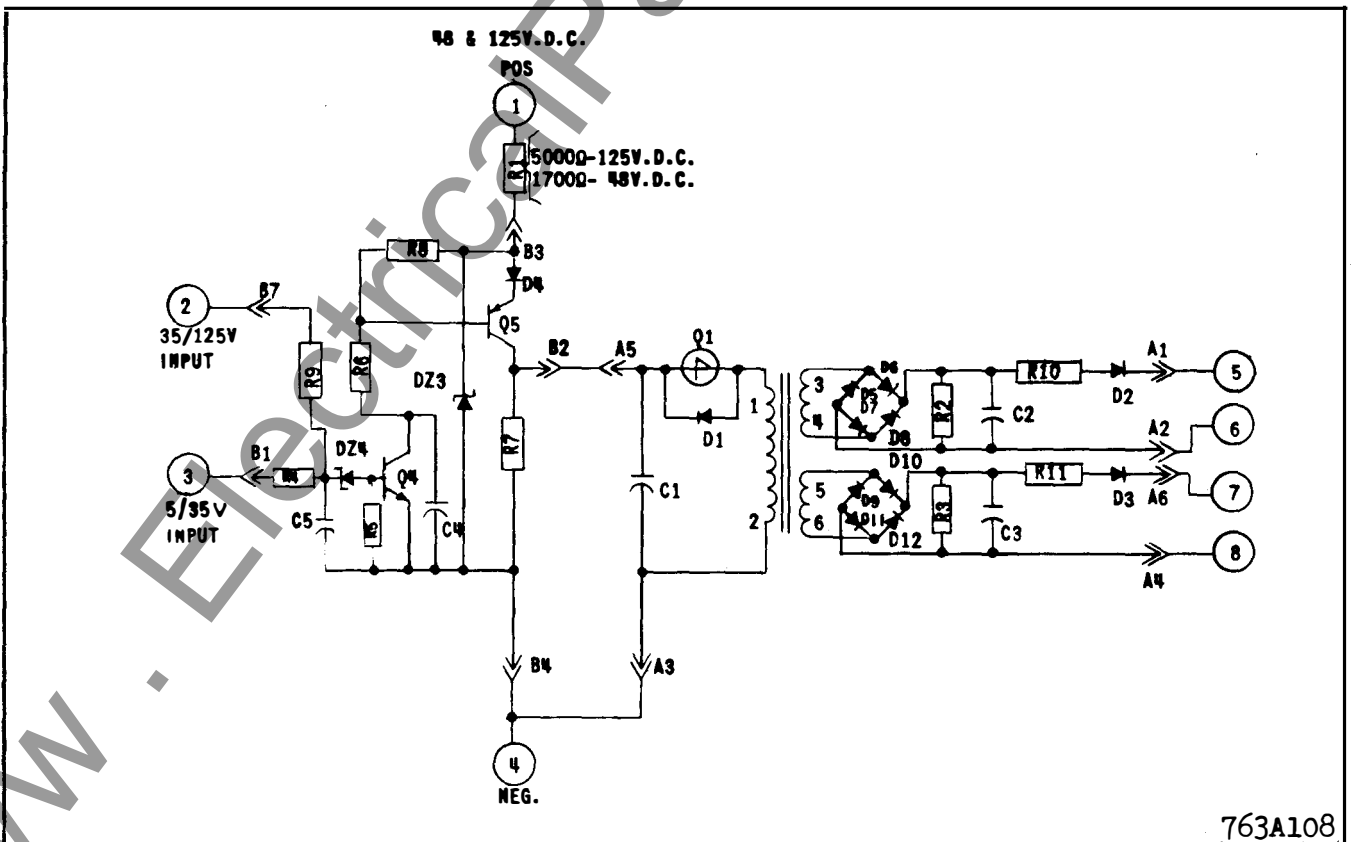 48 & 125V.D.C.
POS
1
R1
5000Ω-125V.D.C.
1700Ω- 48V.D.C.
R8
B3
D4
2
B7
35/125V
INPUT
Q5
R9
R6
DZ3
B2
A5
Q1
D1
1
2
3
4
D6
D5
D7
D8
R2
C2
R10
D2
A1
5
A2
6
3
B1
R4
5/35V
INPUT
DZ4
Q4
C5
R5
C4
R7
C1
5
6
D10
D9
D11
D12
R3
C3
R11
D3
A6
7
A4
8
B4
A3
4
NEG.
www.ElectricalPa
763A108